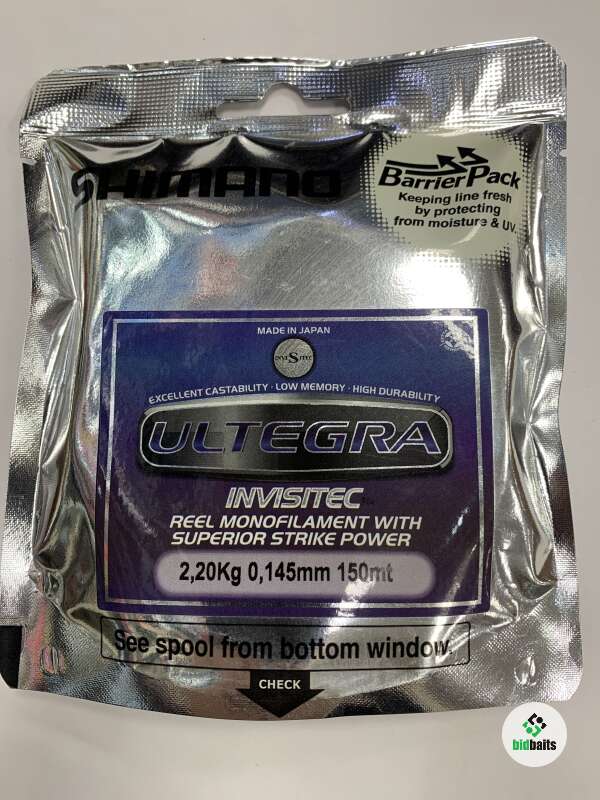 SHIMANO
BarrierPack
Keeping line fresh
by protecting
from moisture & UV.
MADE IN JAPAN
INVISITEC
EXCELLENT CASTABILITY · LOW MEMORY · HIGH DURABILITY
ULTEGRA
INVISITEC
REEL MONOFILAMENT WITH
SUPERIOR STRIKE POWER
2,20Kg 0,145mm 150mt
See spool from bottom window.
CHECK
bidbaits